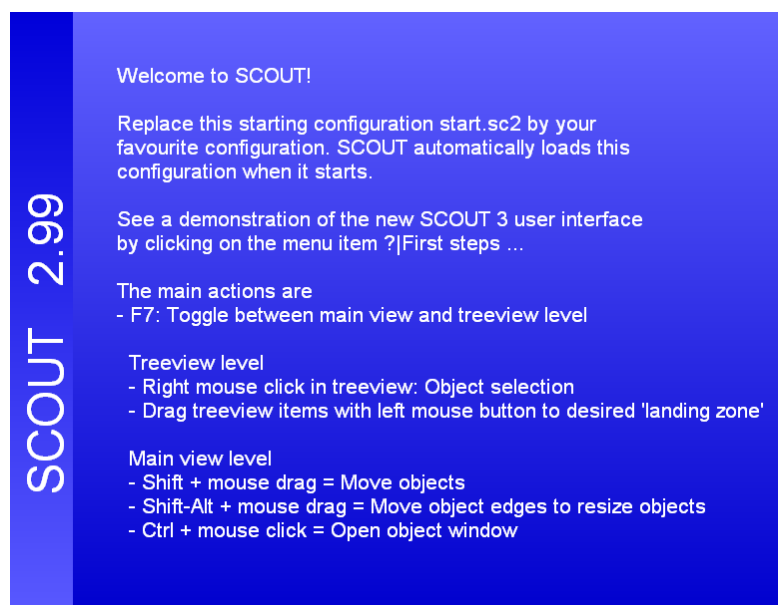 SCOUT 2.99
Welcome to SCOUT!
Replace this starting configuration start.sc2 by your
favourite configuration. SCOUT automatically loads this
configuration when it starts.
See a demonstration of the new SCOUT 3 user interface
by clicking on the menu item ?|First steps ...
The main actions are
- F7: Toggle between main view and treeview level
Treeview level
- Right mouse click in treeview: Object selection
- Drag treeview items with left mouse button to desired 'landing zone'
Main view level
- Shift + mouse drag = Move objects
- Shift-Alt + mouse drag = Move object edges to resize objects
- Ctrl + mouse click = Open object window